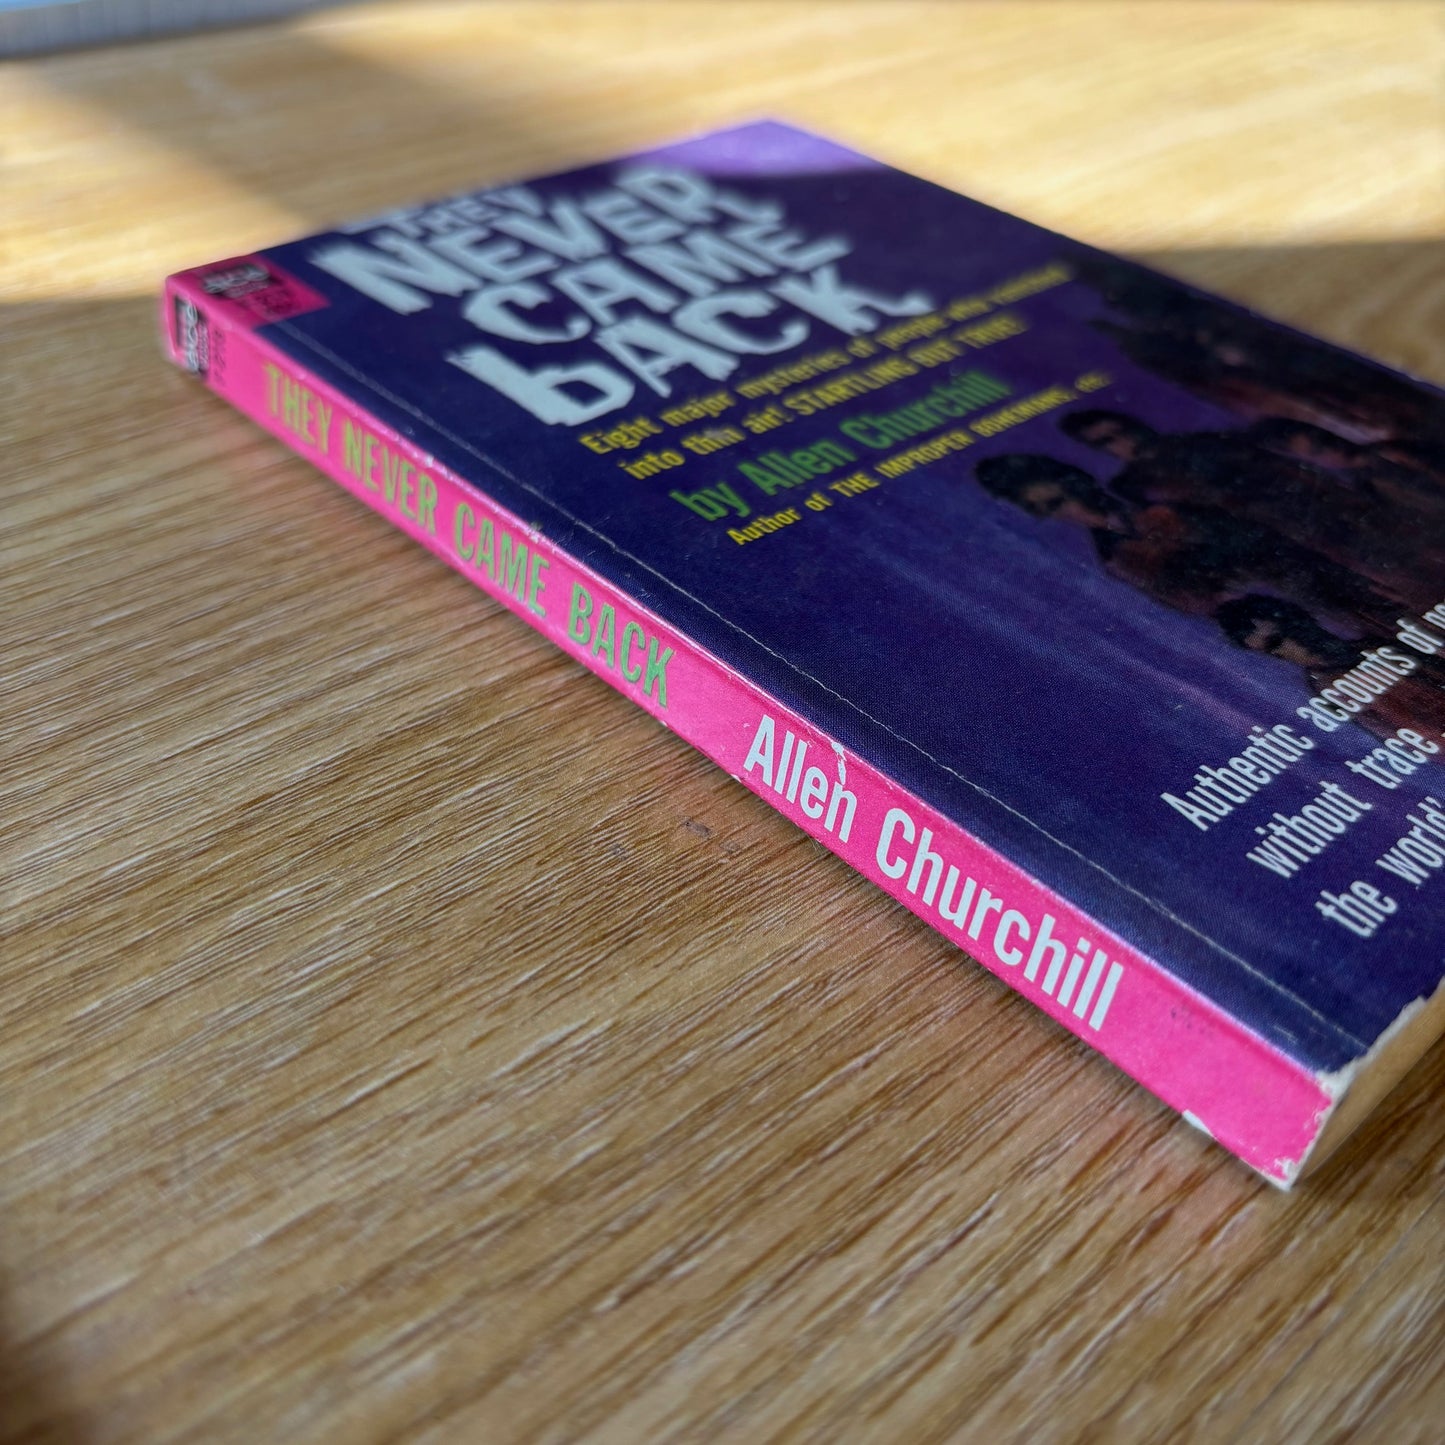 THEY
NEVER
CAME
bACK
Eight major mysteries of people who vanished
into thin air! STARTLING BUT TRUE!
by Allen Churchill
Author of THE IMPROPER BOHEMIANS, etc.
Authentic accounts of
without trace
the world'
THEY NEVER CAME BACK Allen Churchill